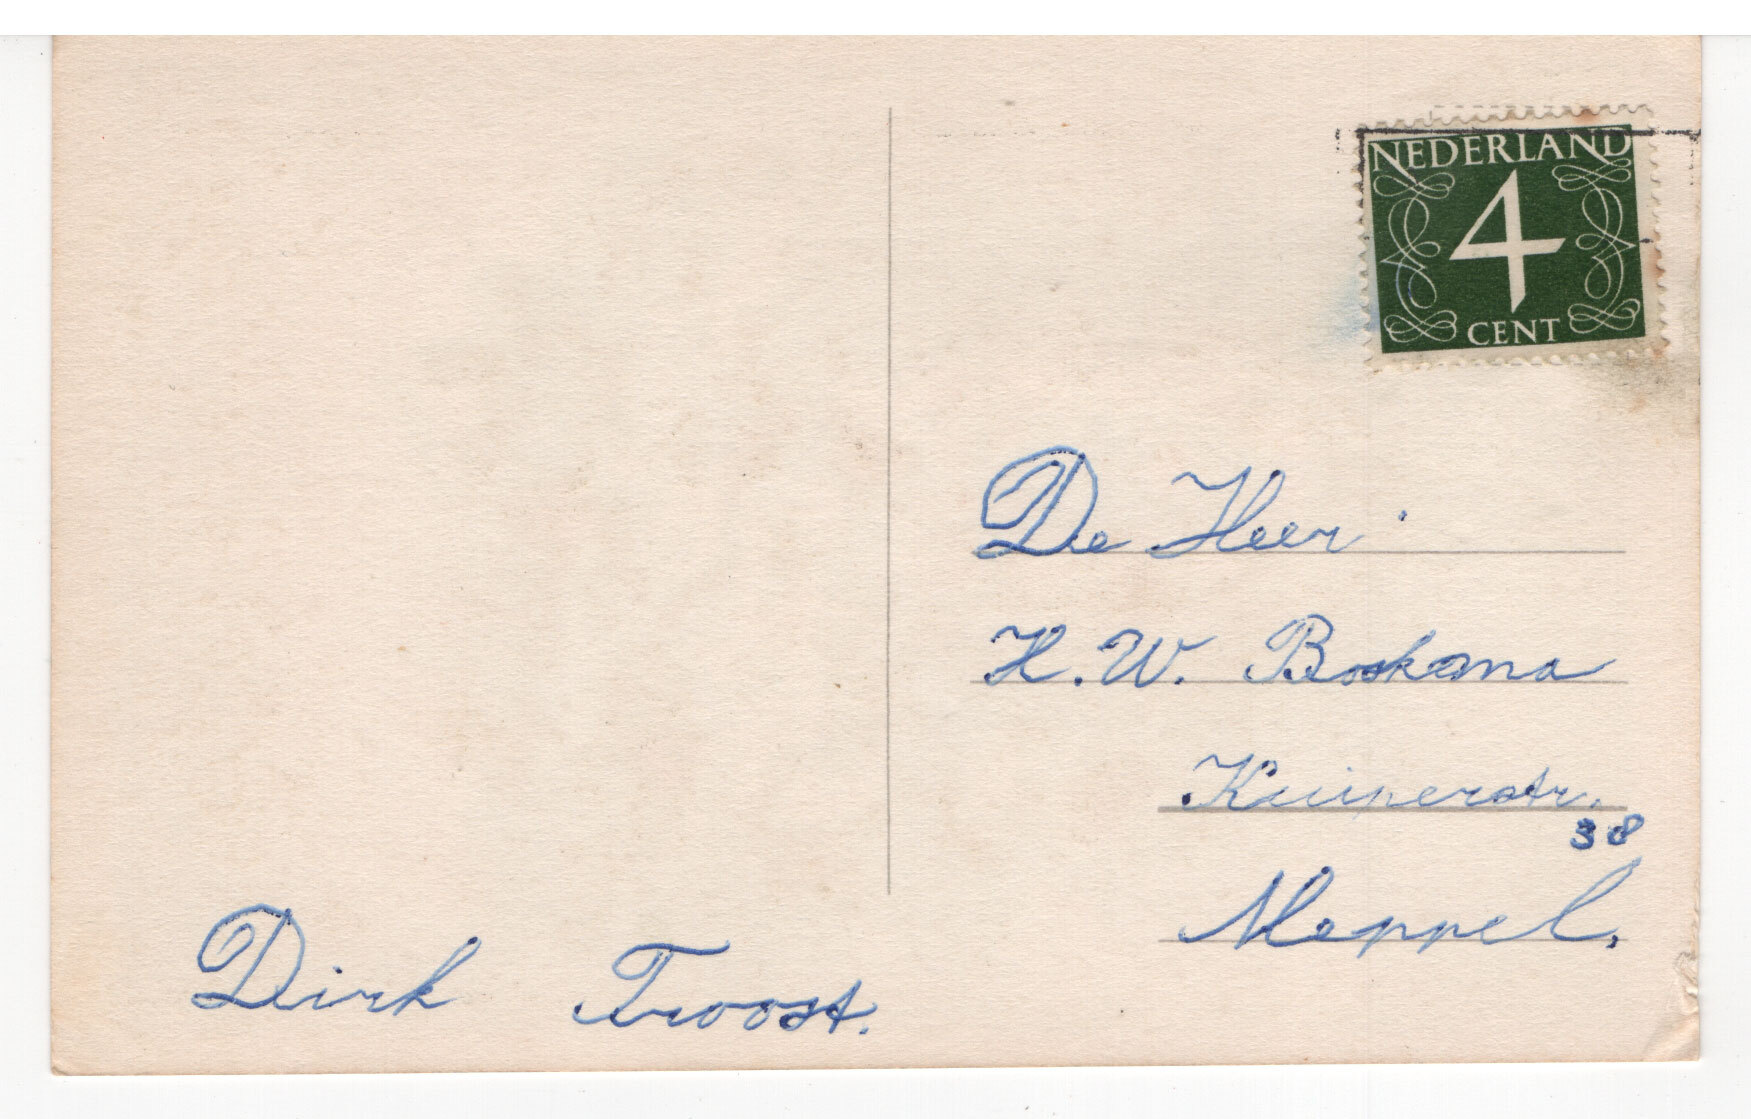 NEDERLAND
4
CENT
De Heer
H. W. Boskma
Kuiperstr.
38
Meppel.
Dirk Troost.